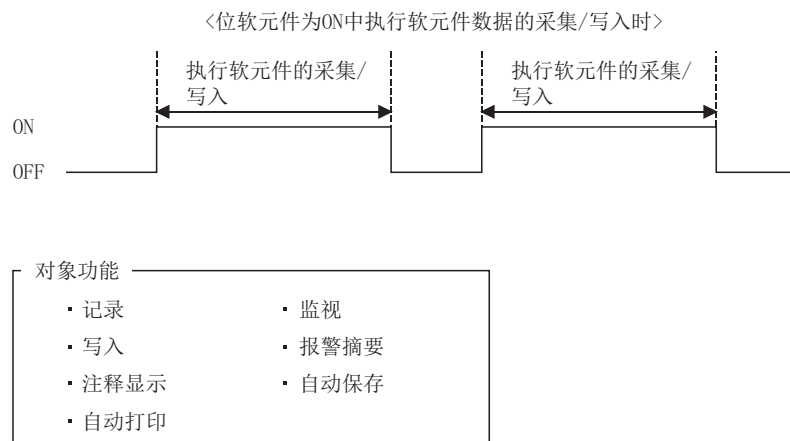 <位软元件为ON中执行软元件数据的采集/写入时>
执行软元件的采集/
写入
执行软元件的采集/
写入
ON
OFF
对象功能
· 记录
· 监视
· 写入
· 报警摘要
· 注释显示
· 自动保存
· 自动打印